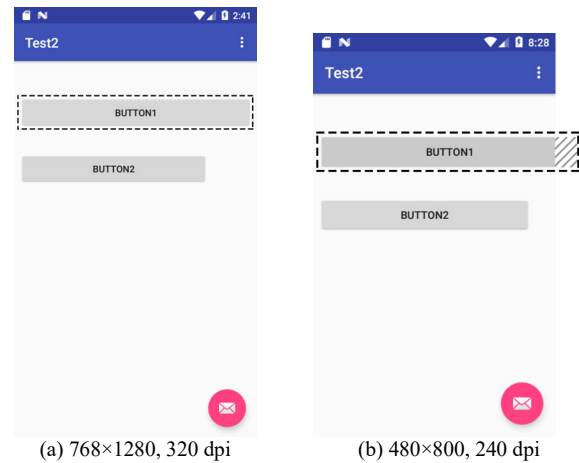 2:41
Test2
BUTTON1
BUTTON2
(a) 768×1280, 320 dpi
8:28
Test2
BUTTON1
BUTTON2
(b) 480×800, 240 dpi